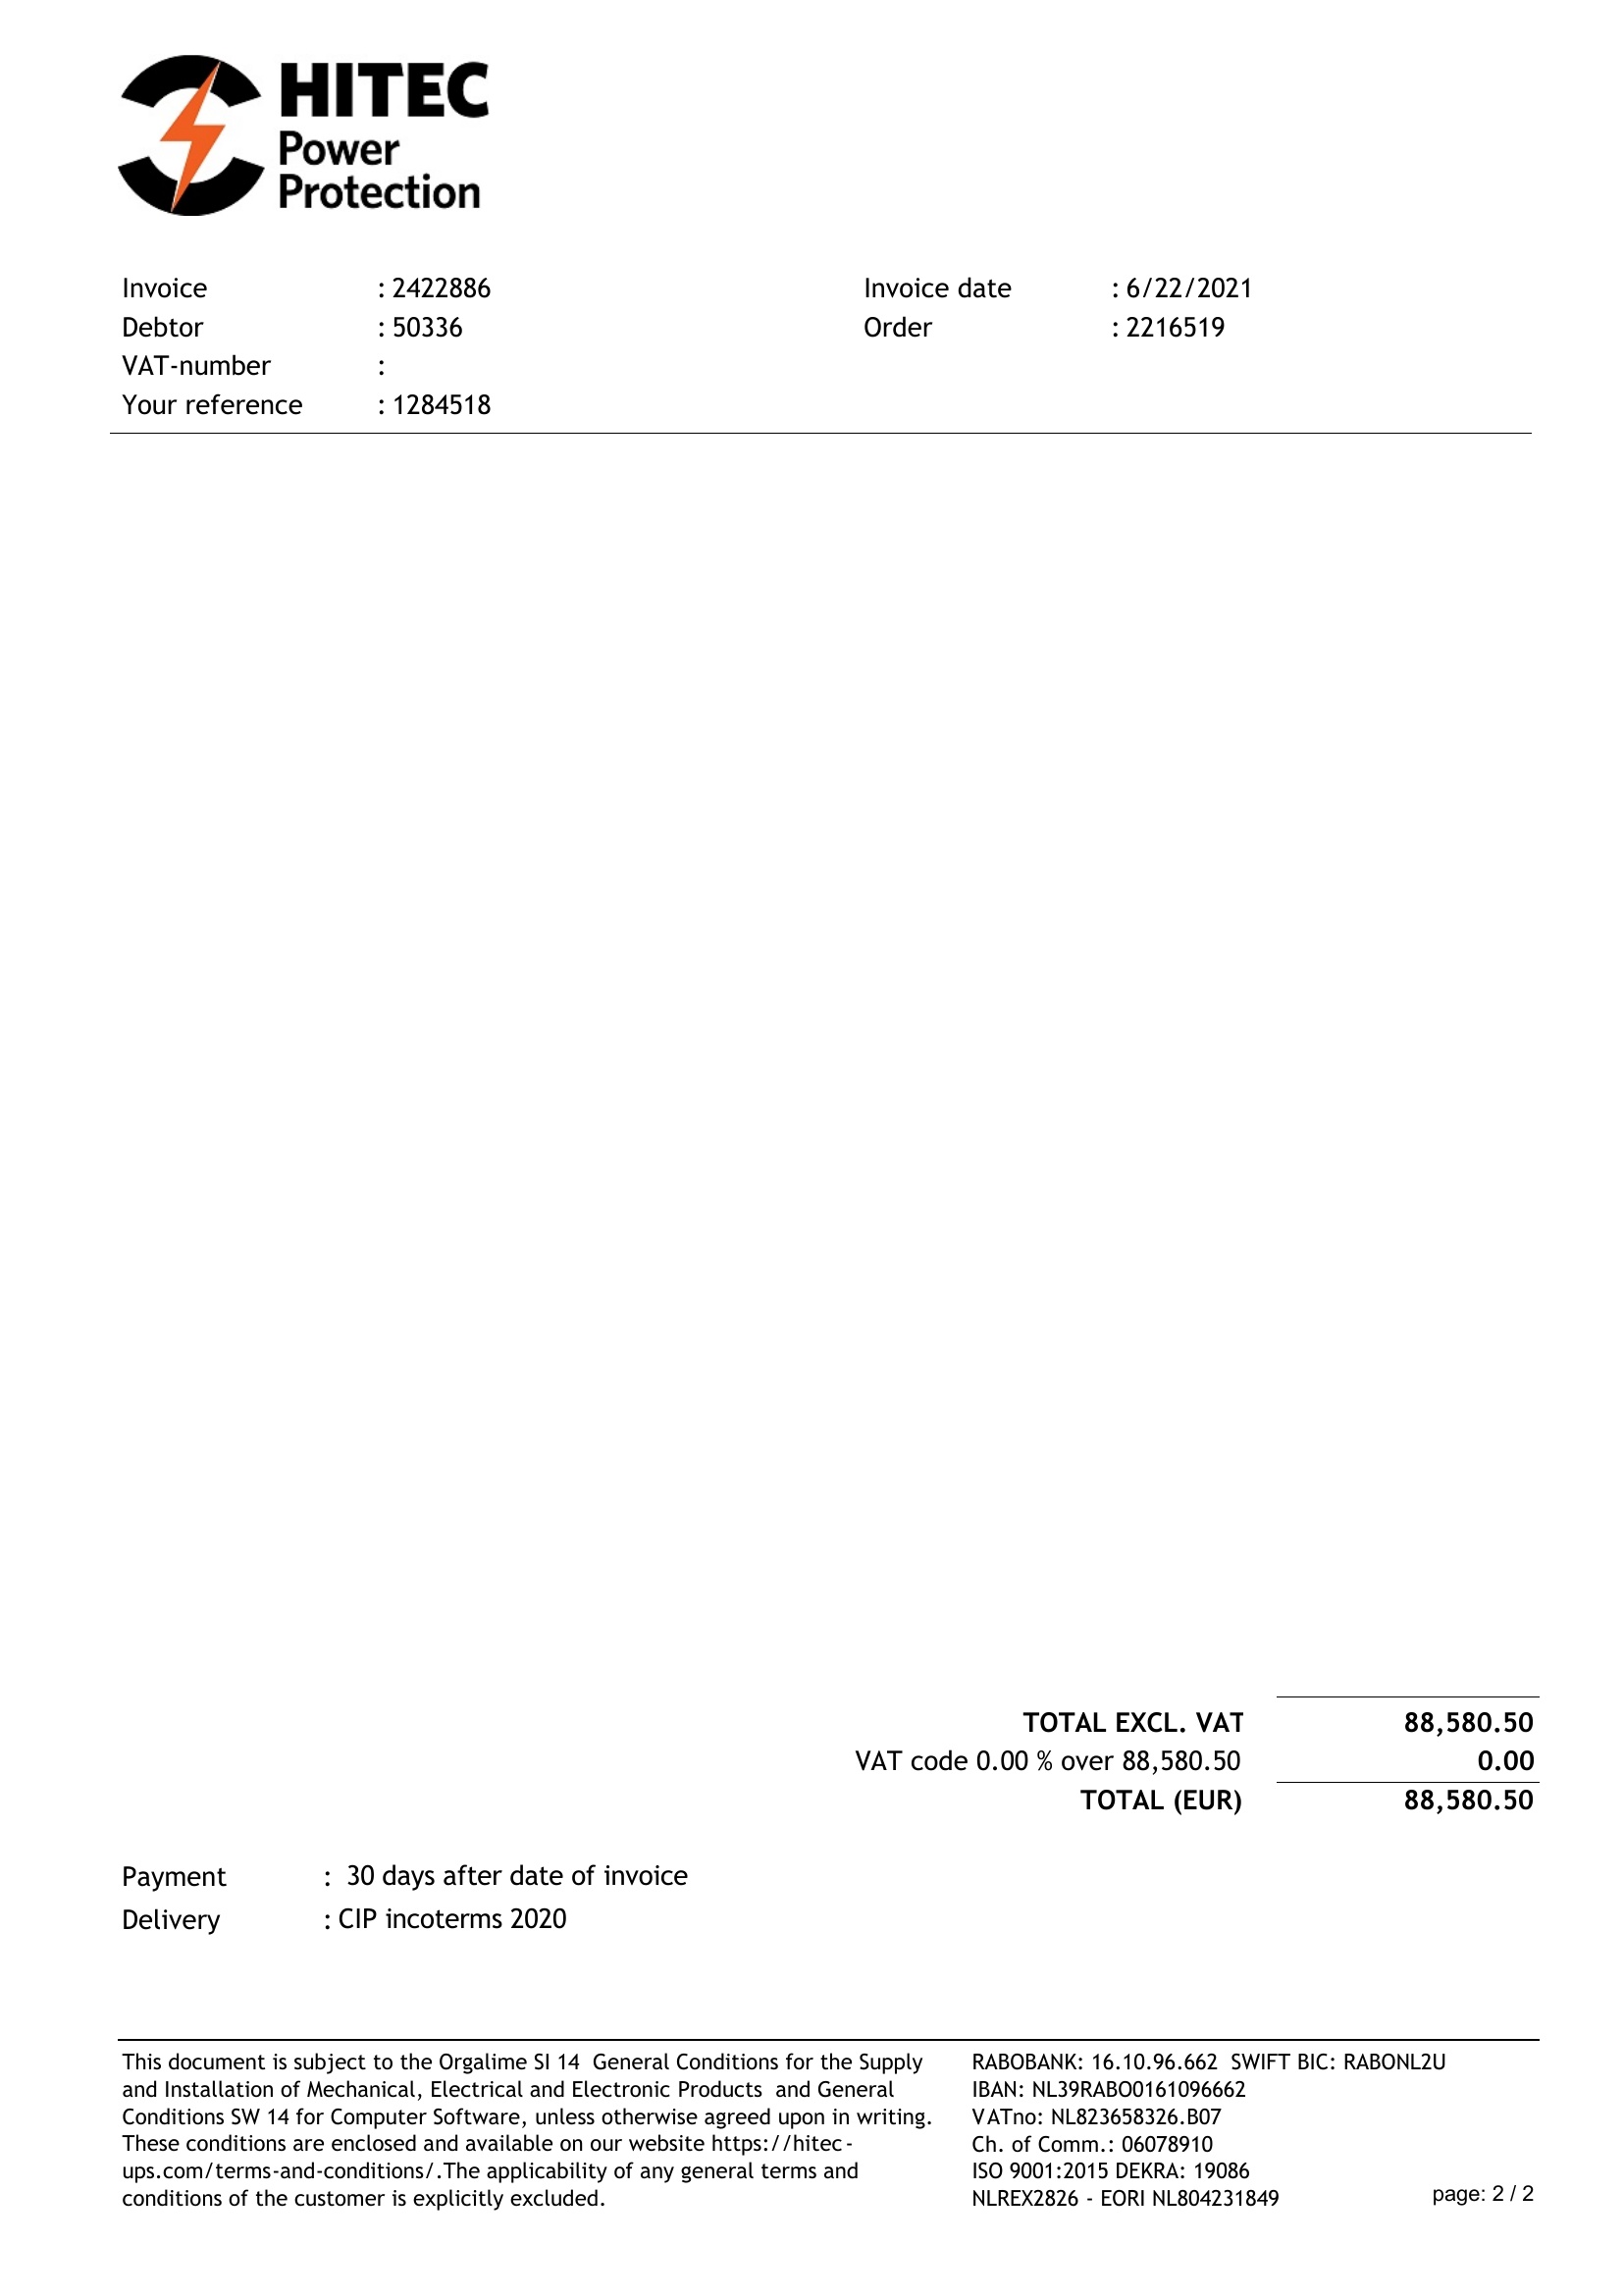 HITEC
Power
Protection
Invoice : 2422886 Invoice date : 6/22/2021
Debtor : 50336 Order : 2216519
VAT-number :
Your reference : 1284518
TOTAL EXCL. VAT 88,580.50
VAT code 0.00 % over 88,580.50 0.00
TOTAL (EUR) 88,580.50
Payment : 30 days after date of invoice
Delivery : CIP incoterms 2020
This document is subject to the Orgalime SI 14 General Conditions for the Supply
and Installation of Mechanical, Electrical and Electronic Products and General
Conditions SW 14 for Computer Software, unless otherwise agreed upon in writing.
These conditions are enclosed and available on our website https://hitec-
ups.com/terms-and-conditions/.The applicability of any general terms and
conditions of the customer is explicitly excluded.
RABOBANK: 16.10.96.662 SWIFT BIC: RABONL2U
IBAN: NL39RABO0161096662
VATno: NL823658326.B07
Ch. of Comm.: 06078910
ISO 9001:2015 DEKRA: 19086
NLREX2826 - EORI NL804231849
page: 2 / 2